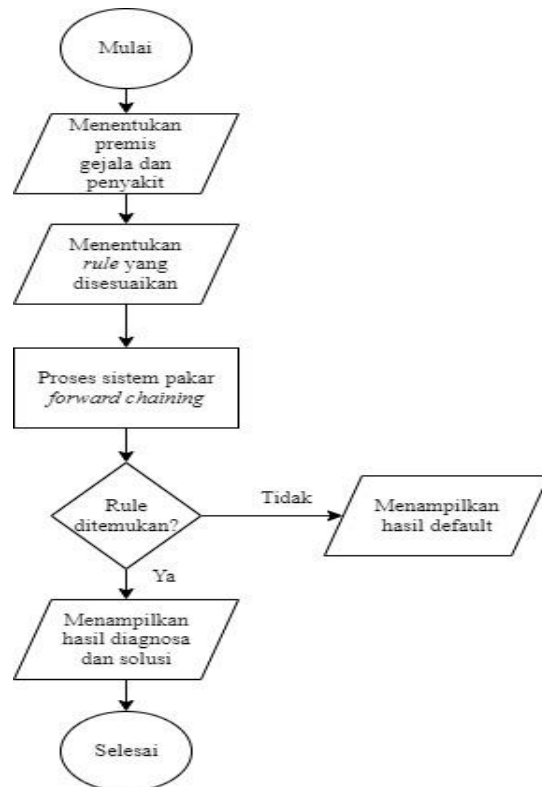 Mulai
Menentukan
premis
gejala dan
penyakit
Menentukan
rule yang
disesuaikan
Proses sistem pakar
forward chaining
Rule
ditemukan?
Tidak
Menampilkan
hasil default
Ya
Menampilkan
hasil diagnosa
dan solusi
Selesai